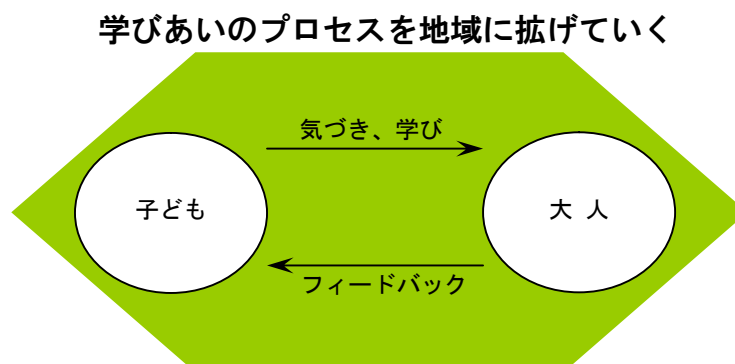 学びあいのプロセスを地域に拡げていく
気づき、学び
子ども
大 人
フィードバック